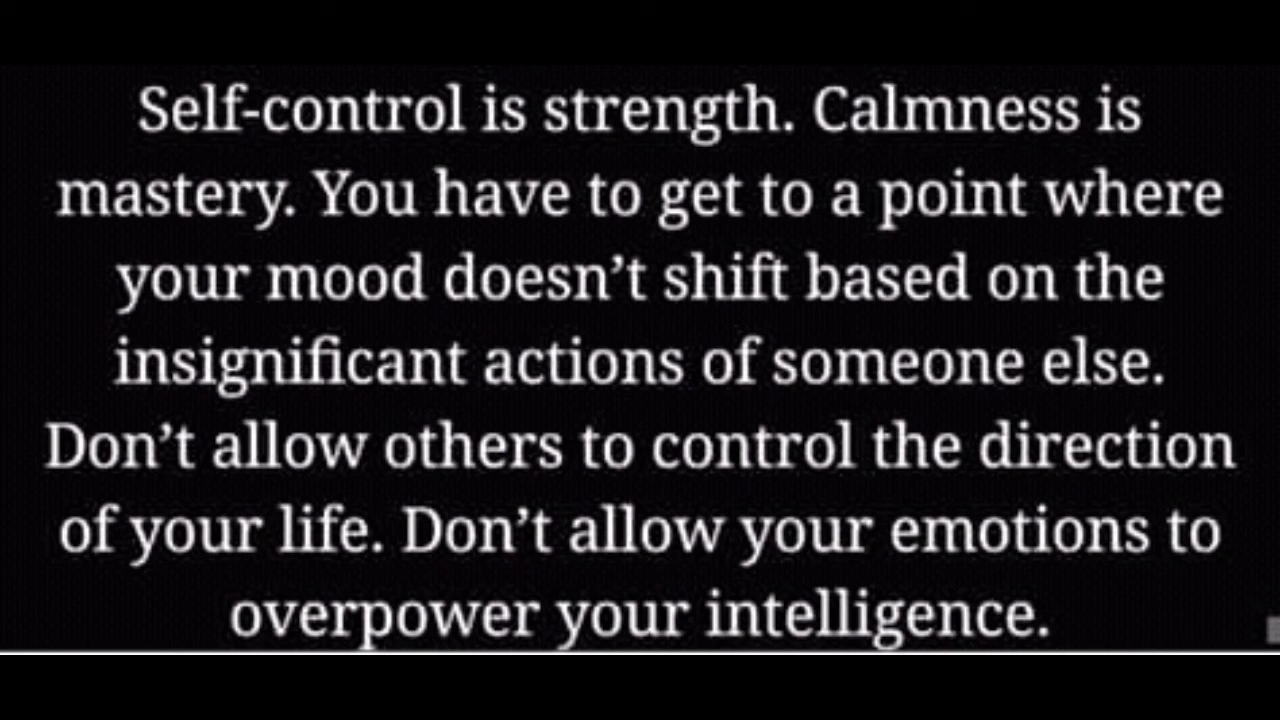 Self-control is strength. Calmness is
mastery. You have to get to a point where
your mood doesn’t shift based on the
insignificant actions of someone else.
Don’t allow others to control the direction
of your life. Don’t allow your emotions to
overpower your intelligence.